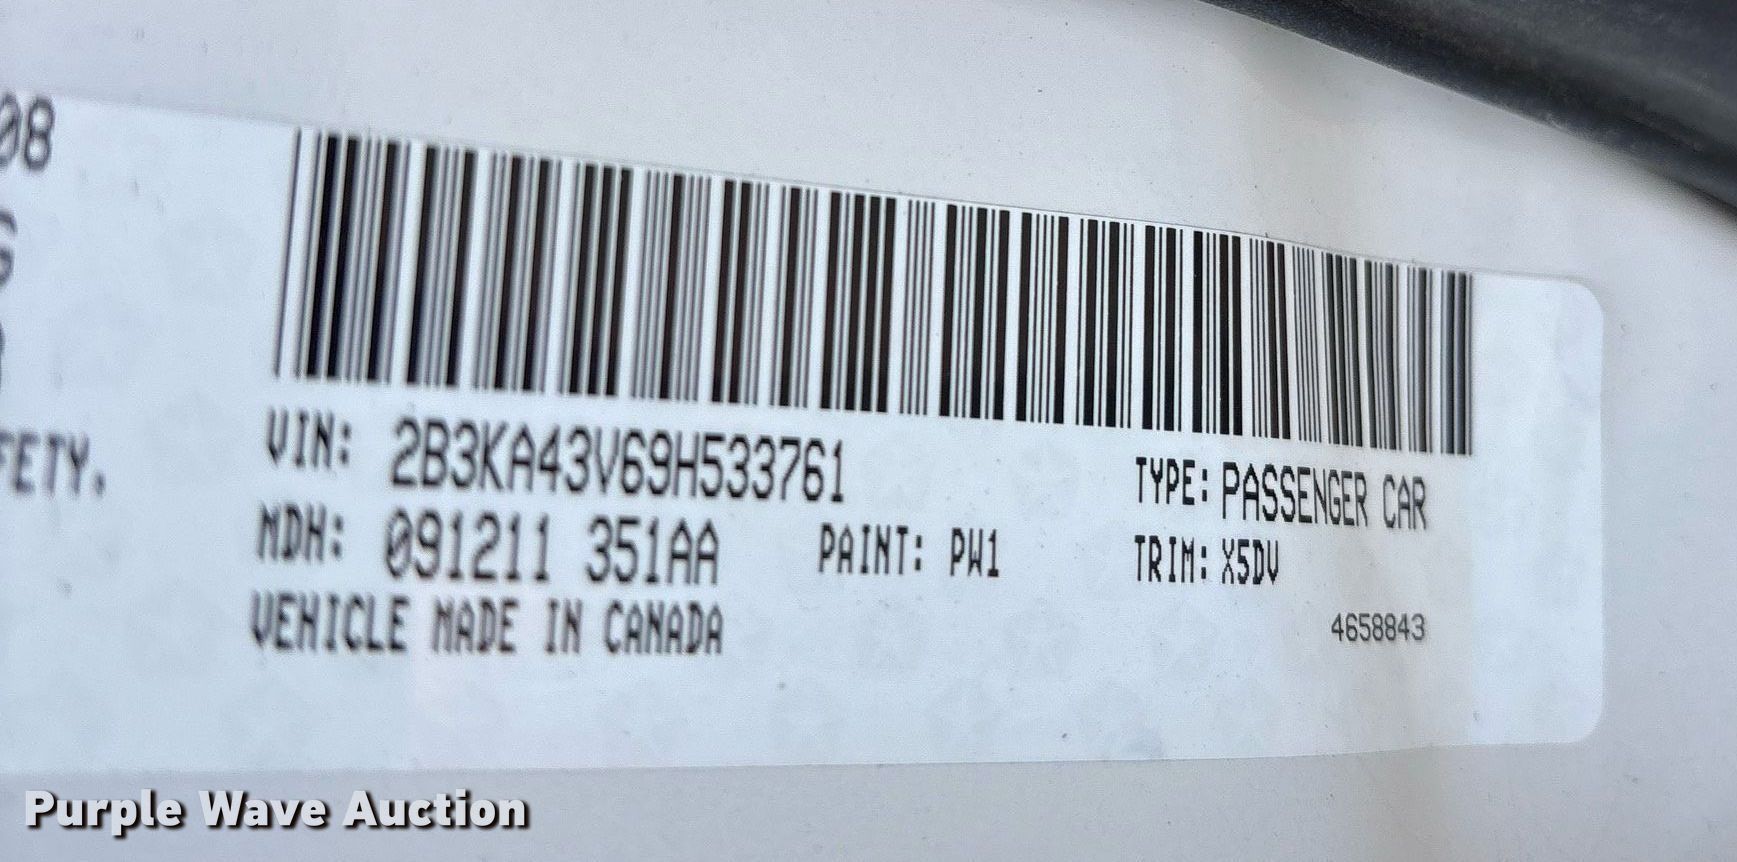 08
FETY.
VIN: 2B3KA43V69H533761
MDH: 091211 351AA
PAINT: PW1
VEHICLE MADE IN CANADA
TYPE: PASSENGER CAR
TRIM: X5DV
4658843
Purple Wave Auction